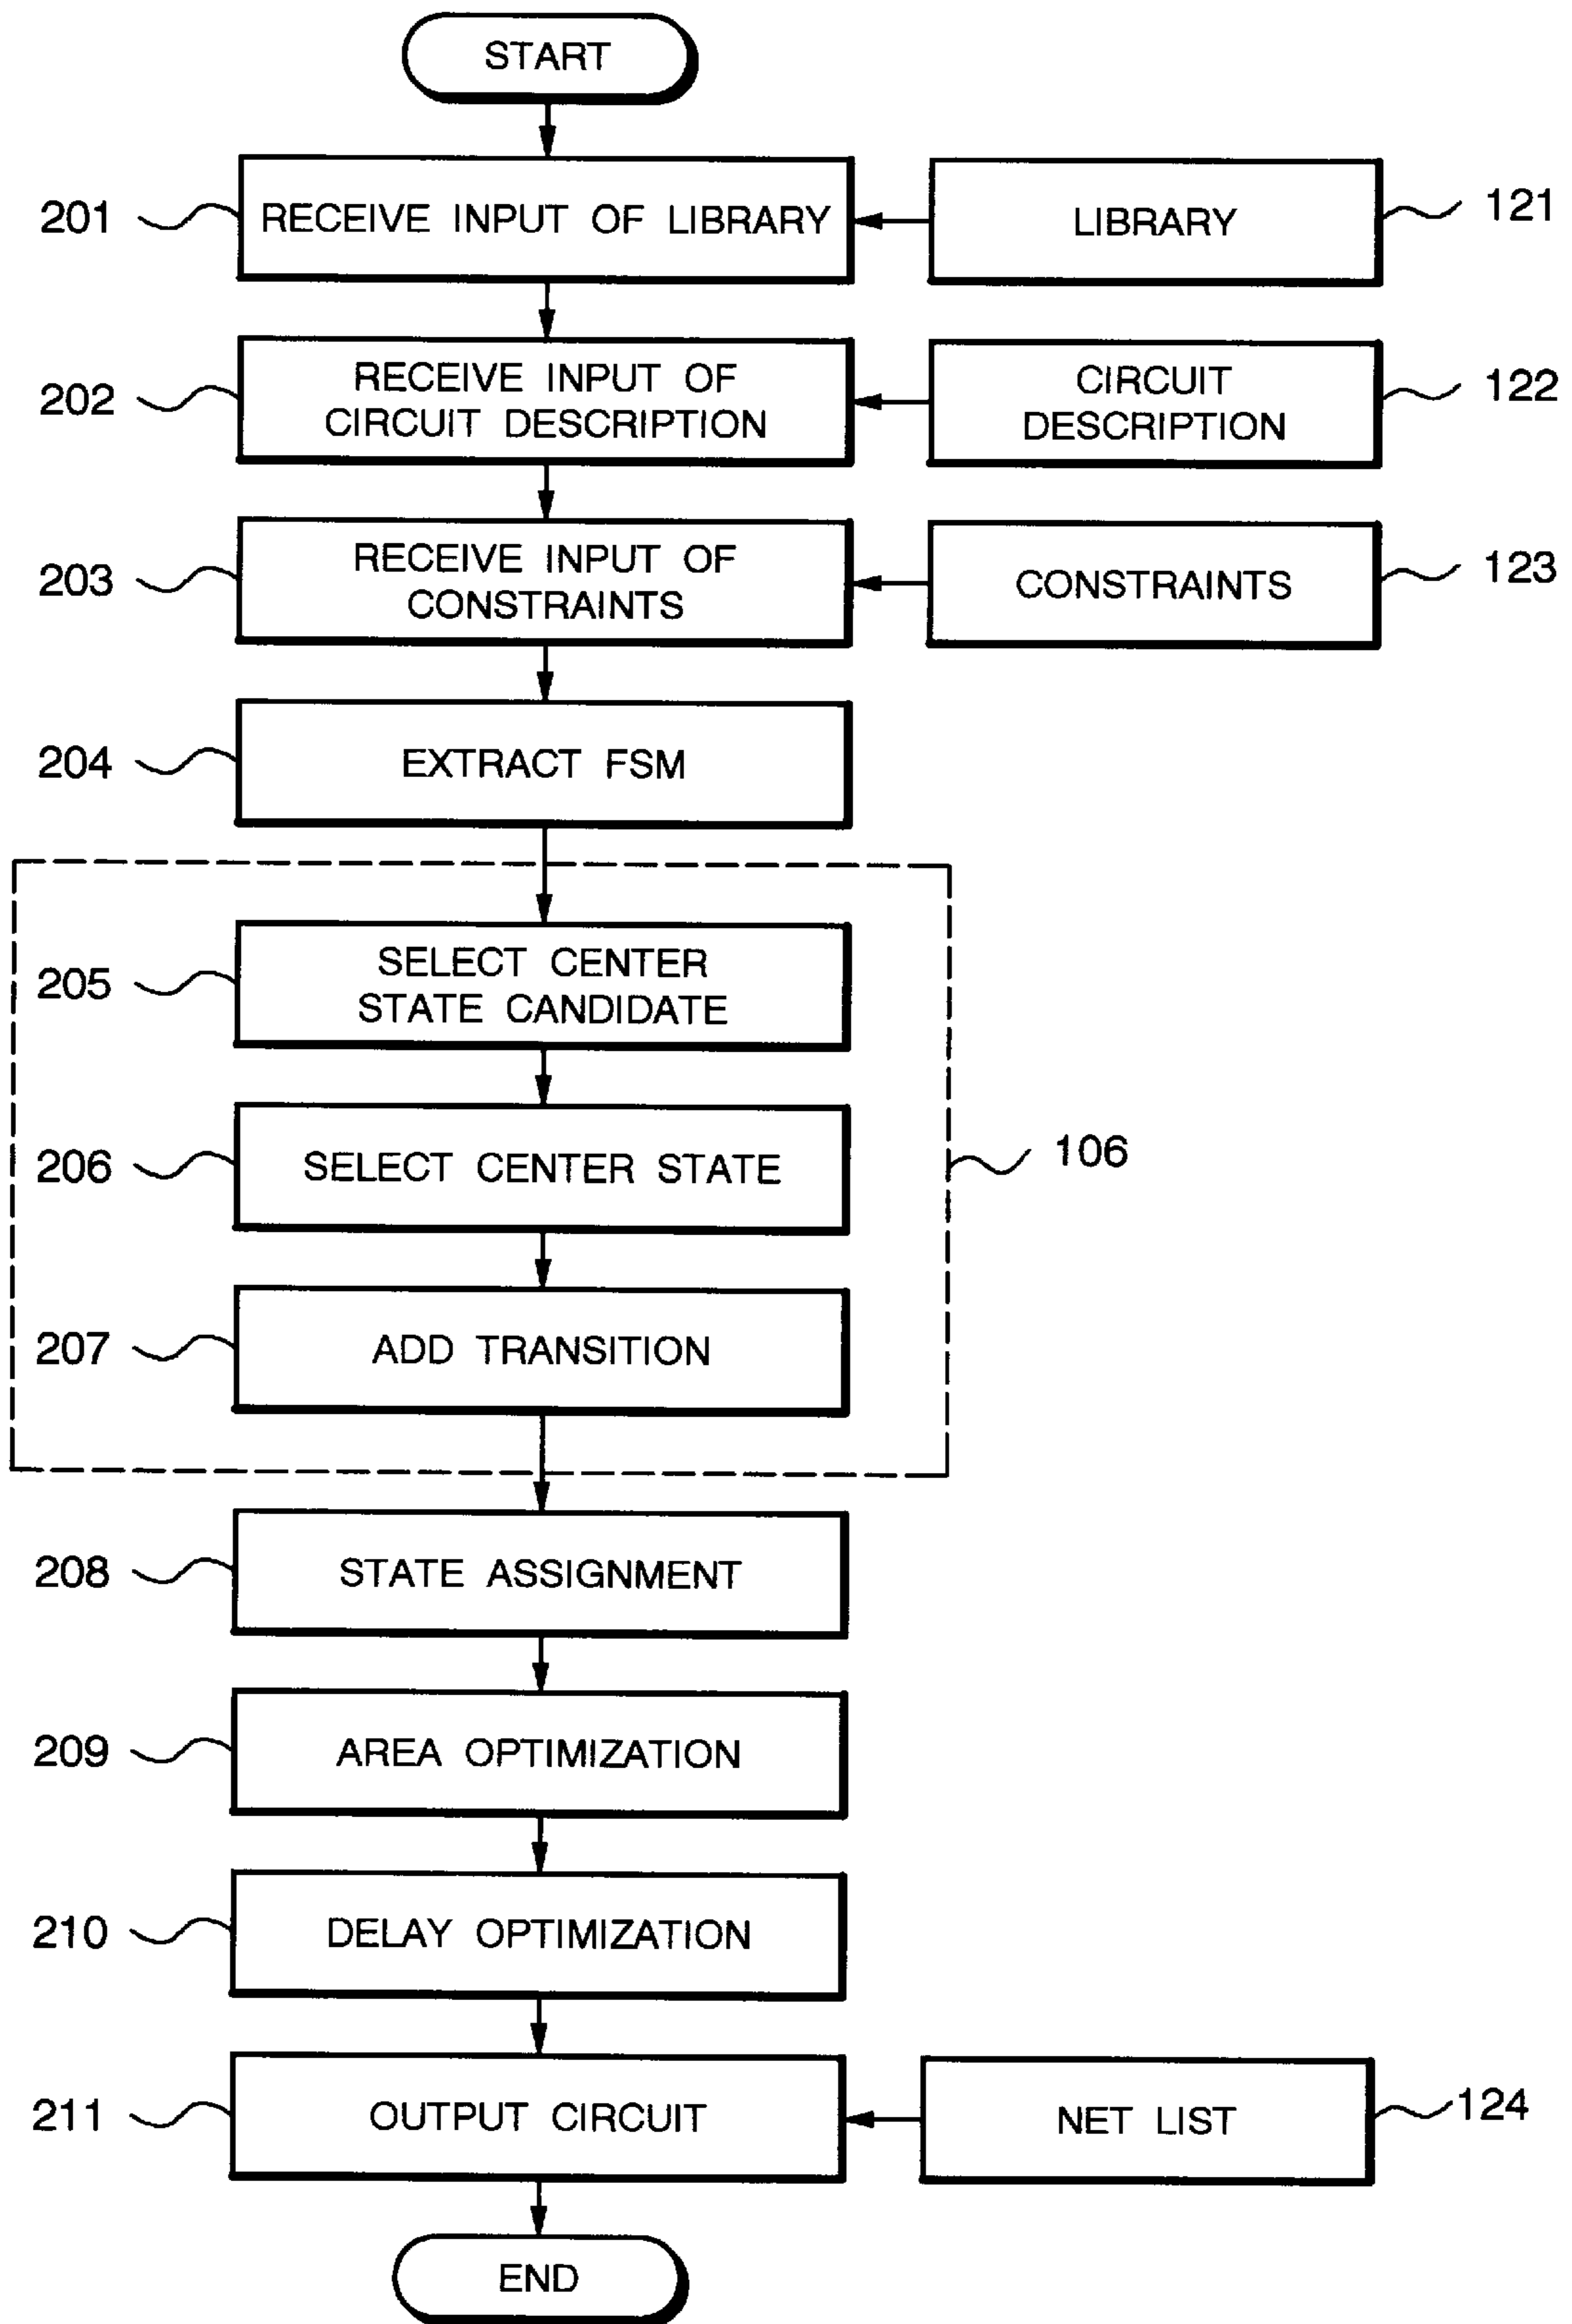 START
201
RECEIVE INPUT OF LIBRARY
LIBRARY
121
202
RECEIVE INPUT OF
CIRCUIT DESCRIPTION
CIRCUIT
DESCRIPTION
122
203
RECEIVE INPUT OF
CONSTRAINTS
CONSTRAINTS
123
204
EXTRACT FSM
205
SELECT CENTER
STATE CANDIDATE
206
SELECT CENTER STATE
106
207
ADD TRANSITION
208
STATE ASSIGNMENT
209
AREA OPTIMIZATION
210
DELAY OPTIMIZATION
211
OUTPUT CIRCUIT
NET LIST
124
END